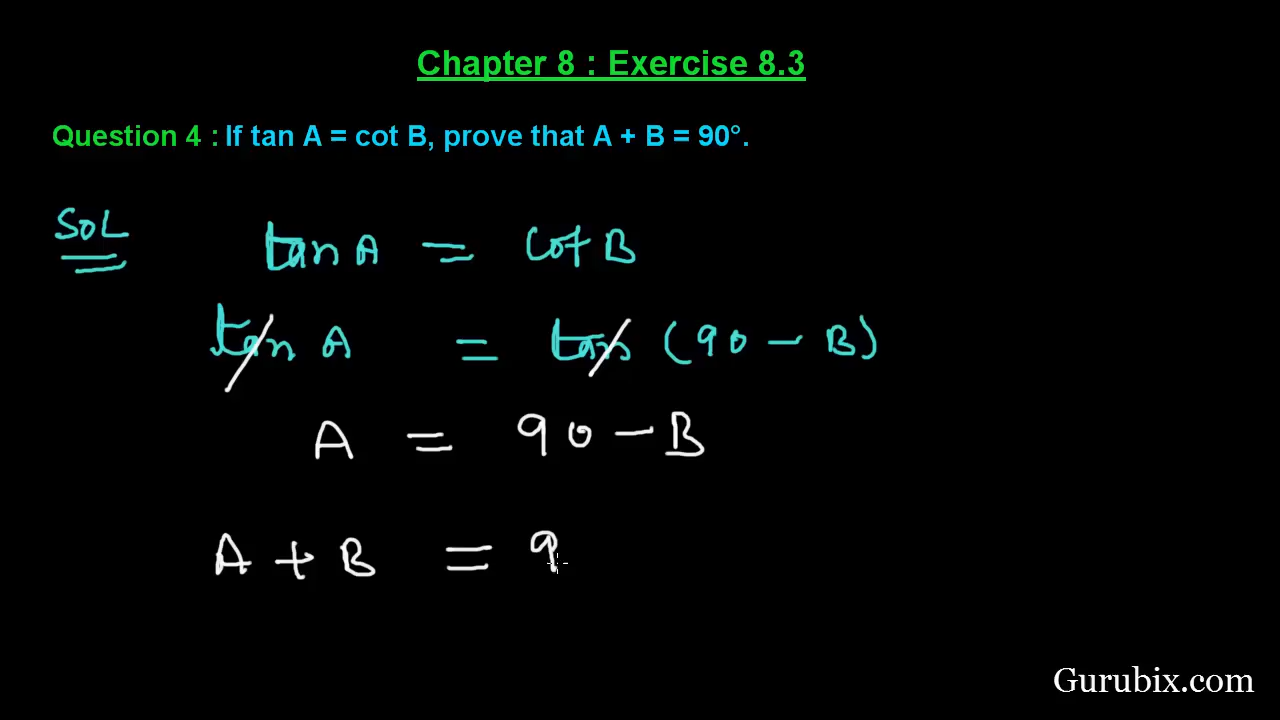 Chapter 8 : Exercise 8.3
Question 4 : If tan A = cot B, prove that A + B = 90°.
SOL
tan A = Cot B
tan A = tan (90 - B)
A = 90 - B
A + B = 9
Gurubix.com